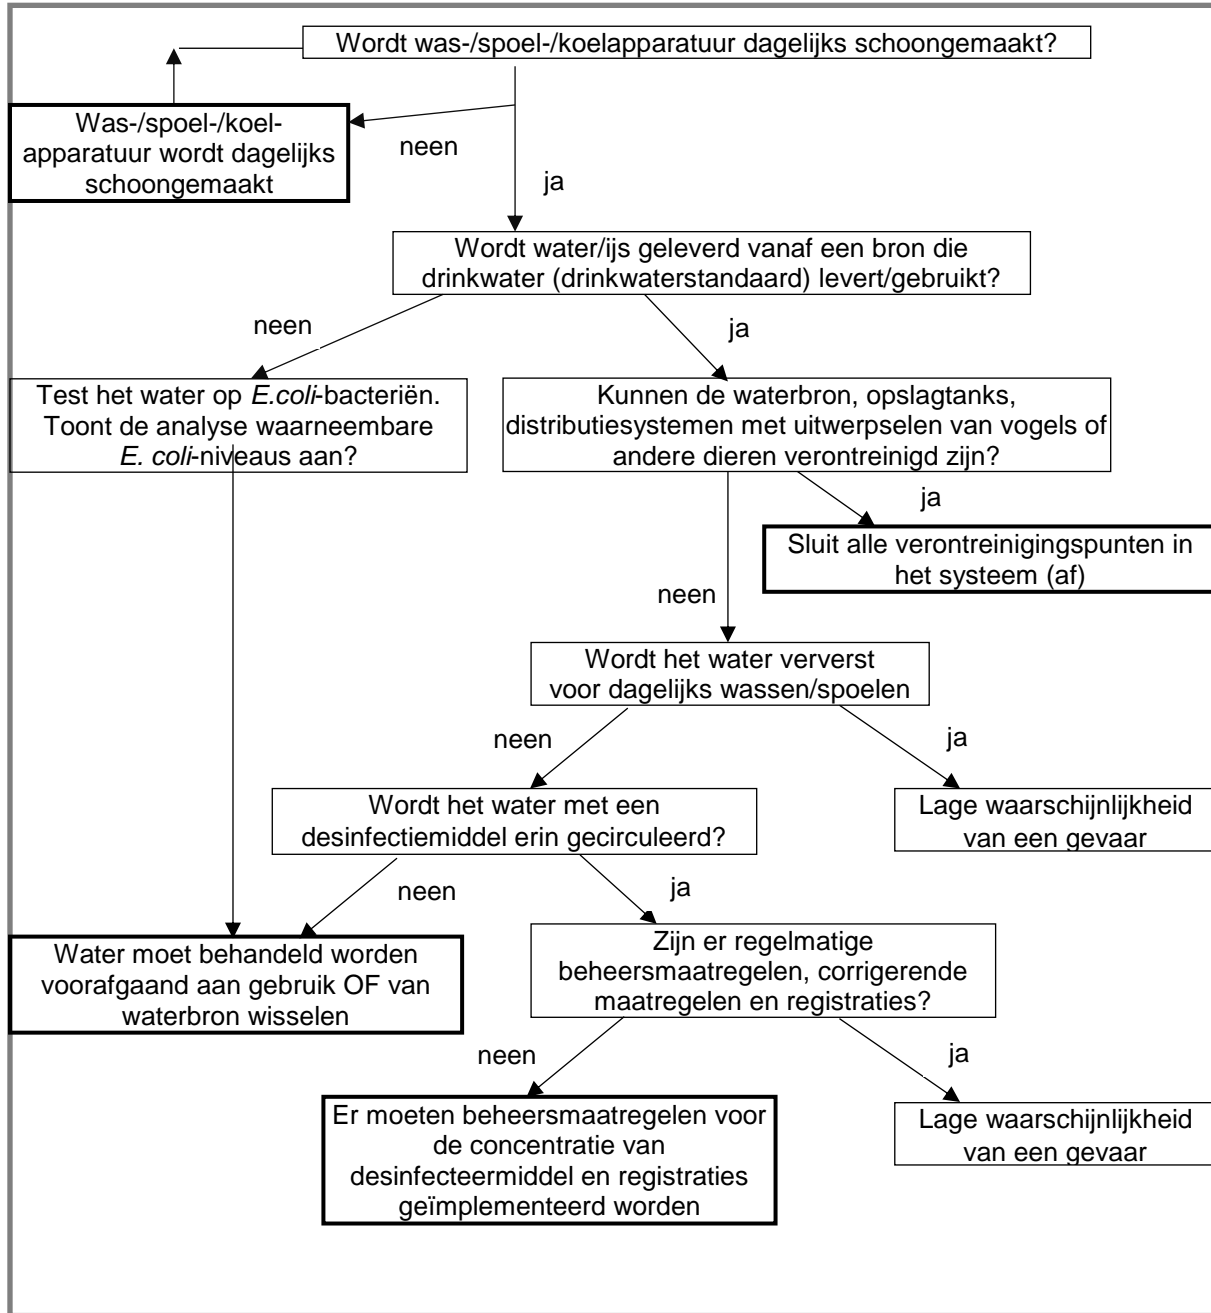 Wordt was-/spoel-/koelapparatuur dagelijks schoongemaakt?
Was-/spoel-/koel-
apparatuur wordt dagelijks
schoongemaakt
neen
ja
Wordt water/ijs geleverd vanaf een bron die
drinkwater (drinkwaterstandaard) levert/gebruikt?
neen
ja
Test het water op E.coli-bacteriën.
Toont de analyse waarneembare
E. coli-niveaus aan?
Kunnen de waterbron, opslagtanks,
distributiesystemen met uitwerpselen van vogels of
andere dieren verontreinigd zijn?
ja
Sluit alle verontreinigingspunten in
het systeem (af)
neen
Wordt het water ververst
voor dagelijks wassen/spoelen
neen
ja
Wordt het water met een
desinfectiemiddel erin gecirculeerd?
Lage waarschijnlijkheid
van een gevaar
neen
ja
Water moet behandeld worden
voorafgaand aan gebruik OF van
waterbron wisselen
Zijn er regelmatige
beheersmaatregelen, corrigerende
maatregelen en registraties?
neen
ja
Er moeten beheersmaatregelen voor
de concentratie van
desinfecteermiddel en registraties
geïmplementeerd worden
Lage waarschijnlijkheid
van een gevaar